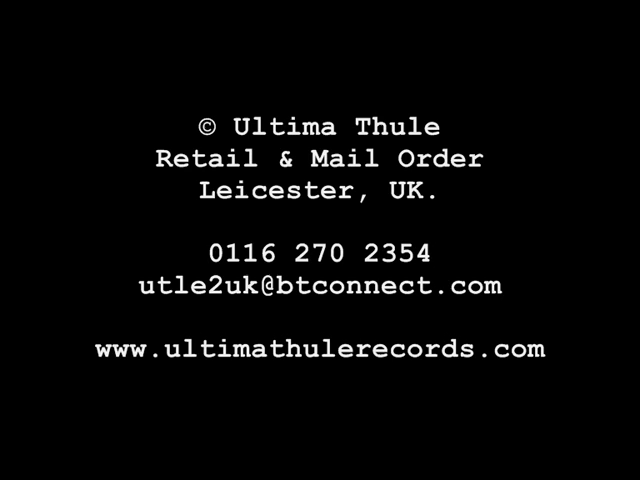 © Ultima Thule
Retail & Mail Order
Leicester, UK.
0116 270 2354
utle2uk@btconnect.com
www.ultimathulerecords.com